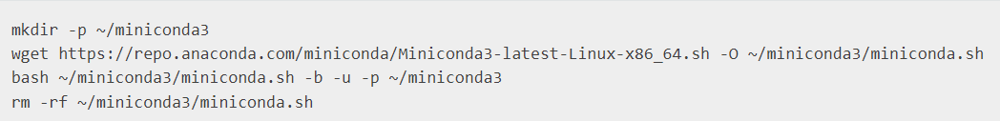 mkdir -p ~/miniconda3
wget https://repo.anaconda.com/miniconda/Miniconda3-latest-Linux-x86_64.sh -O ~/miniconda3/miniconda.sh
bash ~/miniconda3/miniconda.sh -b -u -p ~/miniconda3
rm -rf ~/miniconda3/miniconda.sh